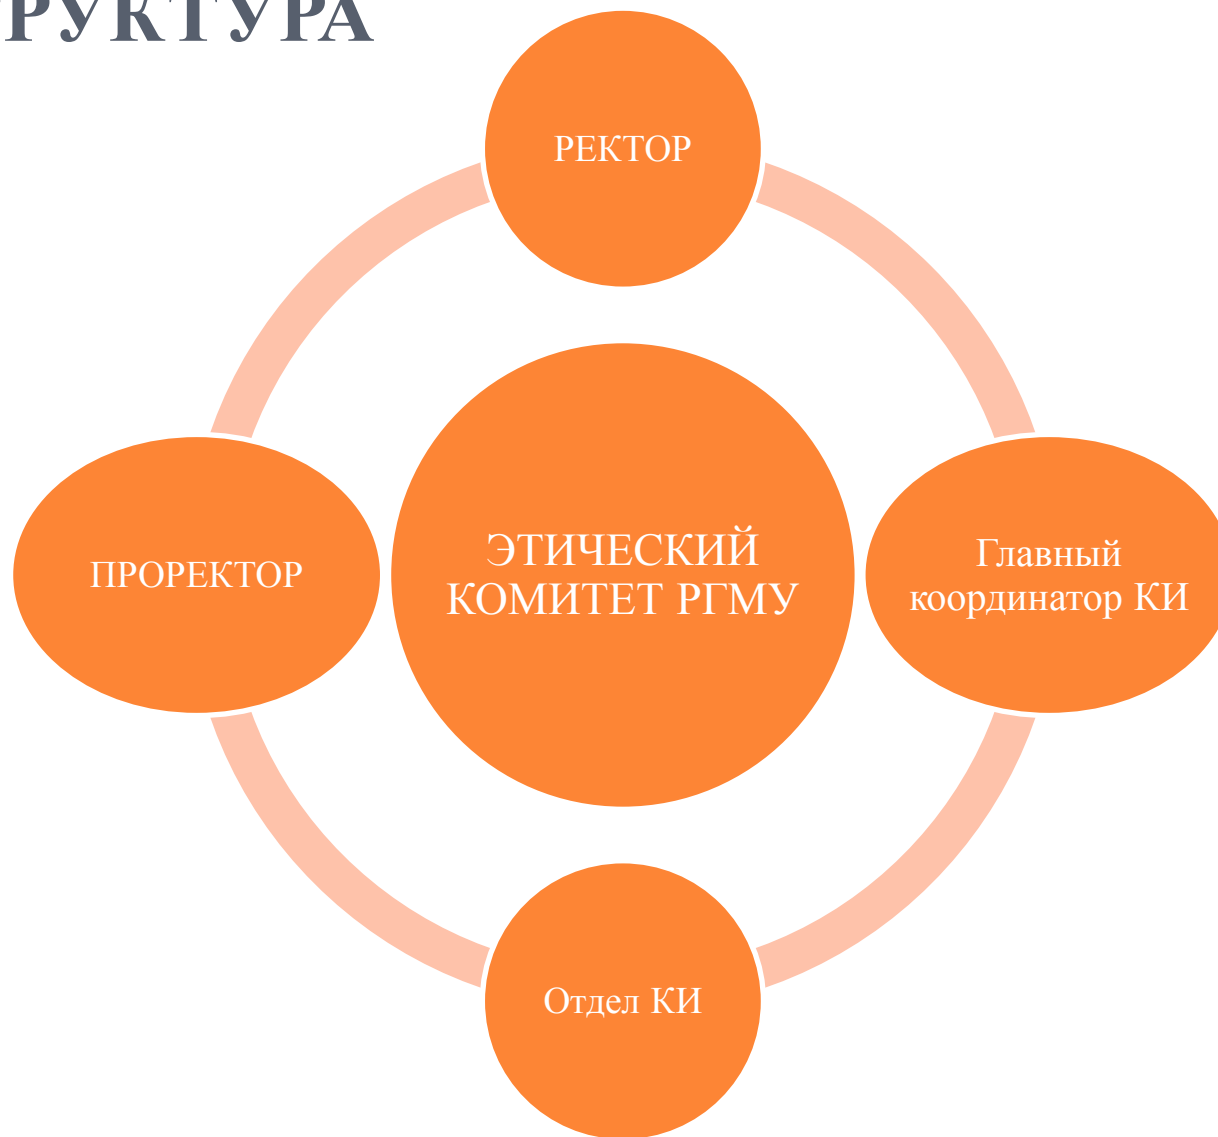 РУКТУРА
РЕКТОР
ПРОРЕКТОР
ЭТИЧЕСКИЙ
КОМИТЕТ РГМУ
Главный
координатор КИ
Отдел КИ